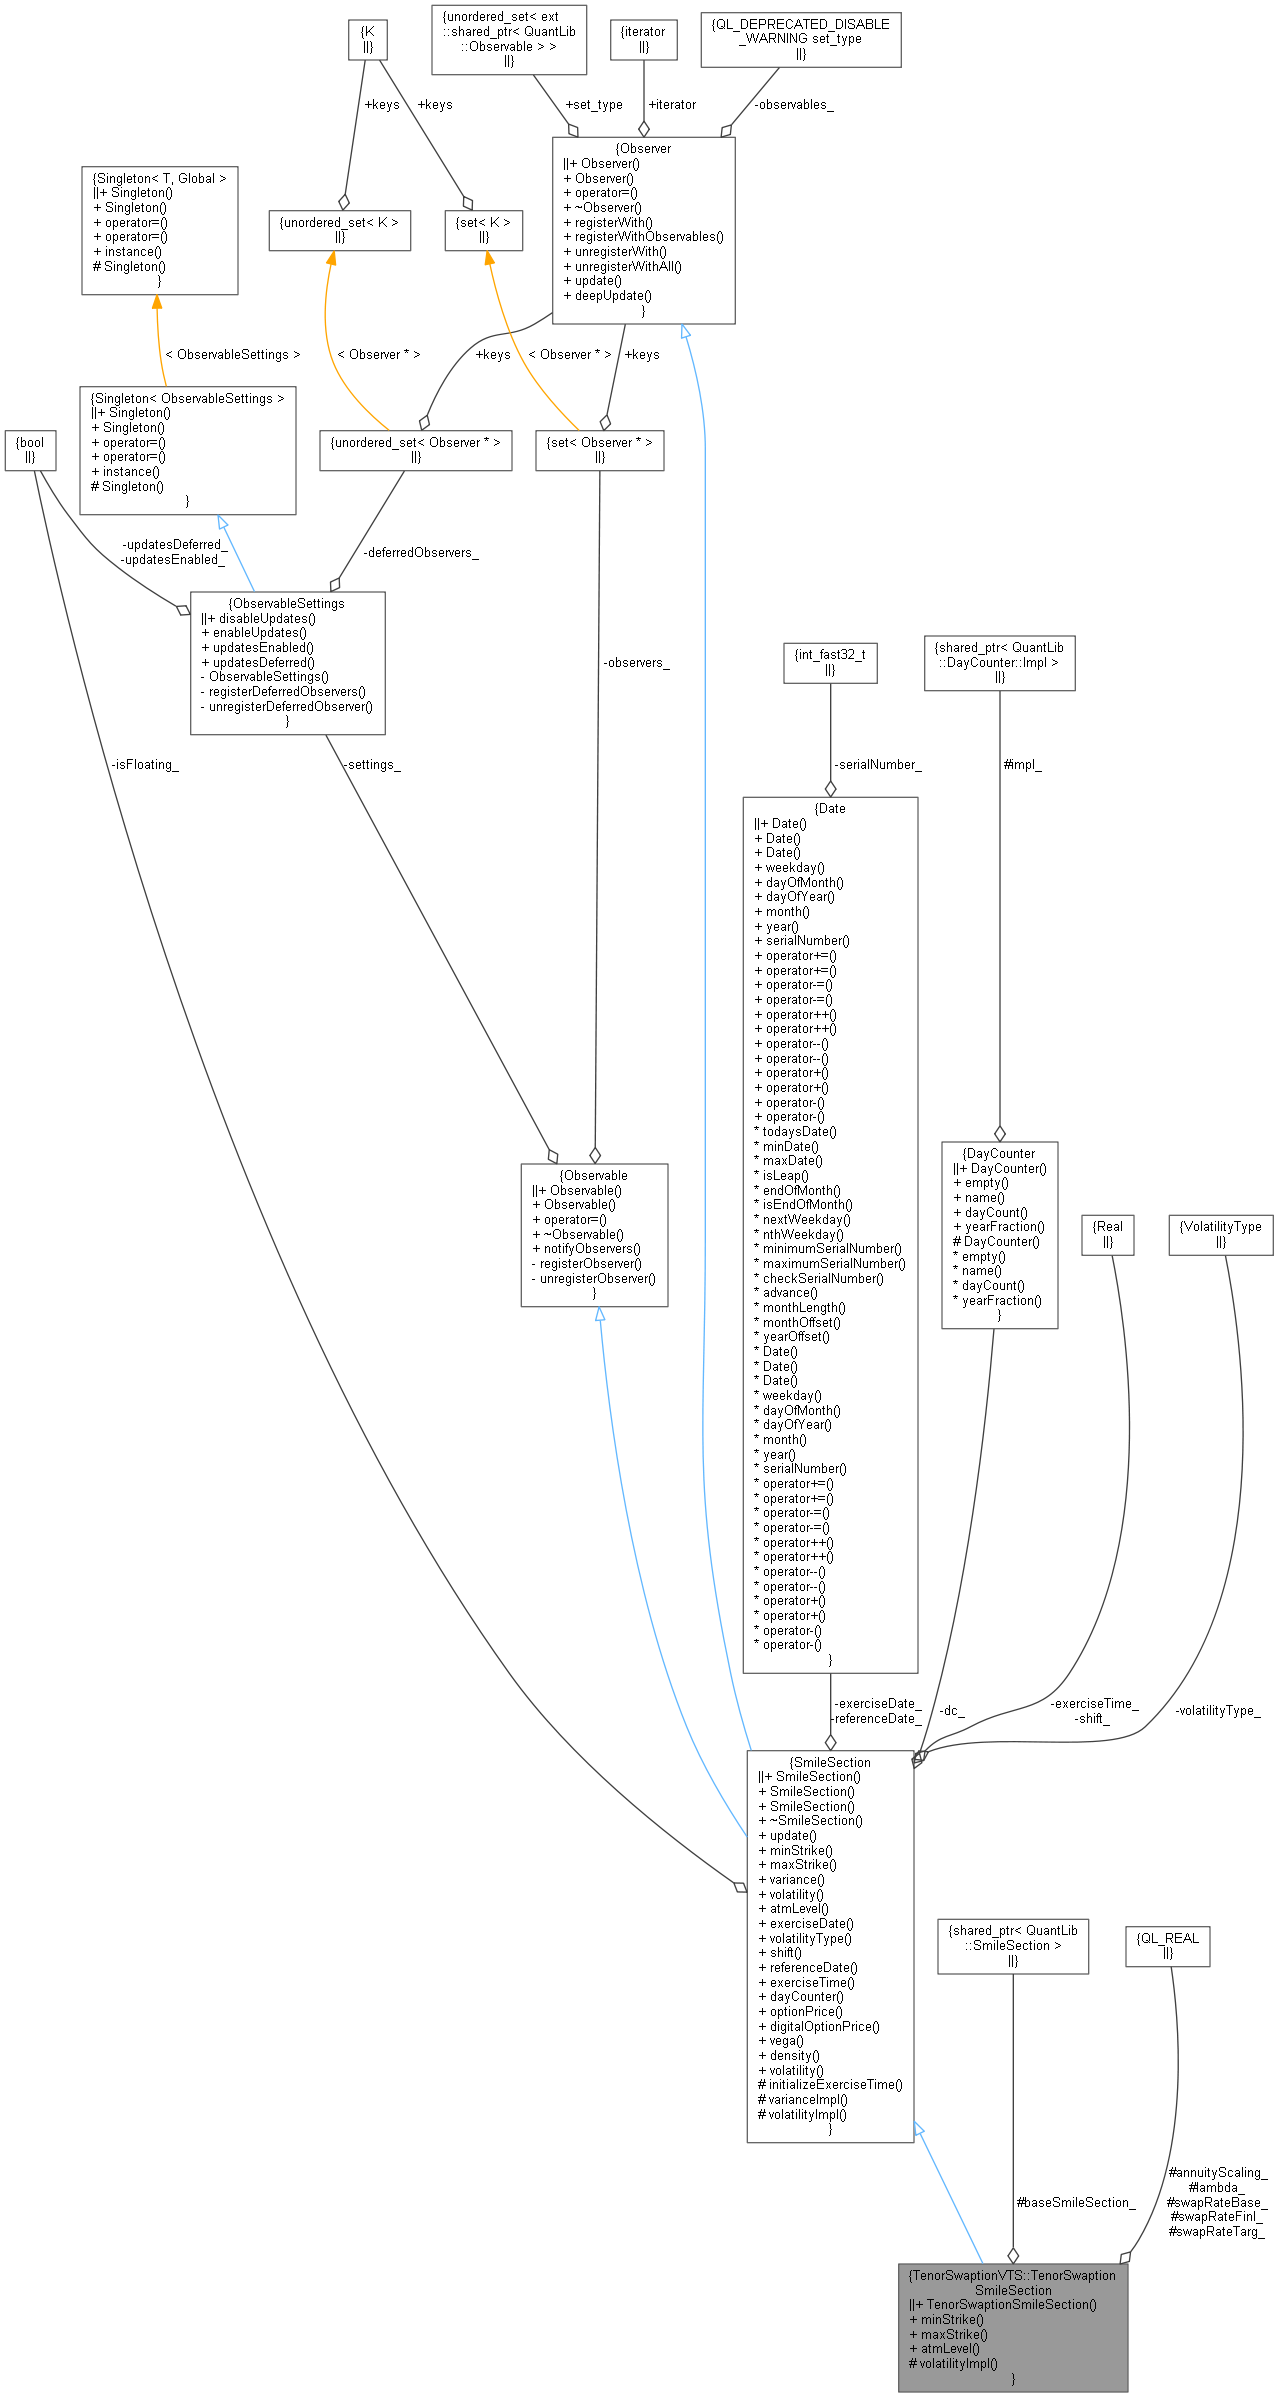 {K
||}
{unordered_set< ext
::shared_ptr< QuantLib
::Observable > >
||}
{iterator
||}
{QL_DEPRECATED_DISABLE
_WARNING set_type
||}
+keys
+keys
+set_type
+iterator
-observables_
{Observer
||+ Observer()
+ Observer()
+ operator=()
+ ~Observer()
+ registerWith()
+ registerWithObservables()
+ unregisterWith()
+ unregisterWithAll()
+ update()
+ deepUpdate()
}
{Singleton< T, Global >
||+ Singleton()
+ Singleton()
+ operator=()
+ operator=()
+ instance()
# Singleton()
}
{unordered_set< K >
||}
{set< K >
||}
< ObservableSettings >
< Observer * >
+keys
< Observer * >
+keys
{Singleton< ObservableSettings >
||+ Singleton()
+ Singleton()
+ operator=()
+ operator=()
+ instance()
# Singleton()
}
{bool
||}
{unordered_set< Observer * >
||}
{set< Observer * >
||}
-updatesDeferred_
-updatesEnabled_
-deferredObservers_
{ObservableSettings
||+ disableUpdates()
+ enableUpdates()
+ updatesEnabled()
+ updatesDeferred()
- ObservableSettings()
- registerDeferredObservers()
- unregisterDeferredObserver()
}
-observers_
{int_fast32_t
||}
{shared_ptr< QuantLib
::DayCounter::Impl >
||}
-isFloating_
-settings_
-serialNumber_
#impl_
{Date
||+ Date()
+ Date()
+ Date()
+ weekday()
+ dayOfMonth()
+ dayOfYear()
+ month()
+ year()
+ serialNumber()
+ operator+=()
+ operator+=()
+ operator-=()
+ operator-=()
+ operator++()
+ operator++()
+ operator--()
+ operator--()
+ operator+()
+ operator+()
+ operator-()
+ operator-()
* todaysDate()
* minDate()
* maxDate()
* isLeap()
* endOfMonth()
* isEndOfMonth()
* nextWeekday()
* nthWeekday()
* minimumSerialNumber()
* maximumSerialNumber()
* checkSerialNumber()
* advance()
* monthLength()
* monthOffset()
* yearOffset()
* Date()
* Date()
* Date()
* weekday()
* dayOfMonth()
* dayOfYear()
* month()
* year()
* serialNumber()
* operator+=()
* operator+=()
* operator-=()
* operator-=()
* operator++()
* operator++()
* operator--()
* operator--()
* operator+()
* operator+()
* operator-()
* operator-()
}
{Observable
||+ Observable()
+ Observable()
+ operator=()
+ ~Observable()
+ notifyObservers()
- registerObserver()
- unregisterObserver()
}
{DayCounter
||+ DayCounter()
+ empty()
+ name()
+ dayCount()
+ yearFraction()
# DayCounter()
* empty()
* name()
* dayCount()
* yearFraction()
}
{Real
||}
{VolatilityType
||}
-exerciseDate_
-referenceDate_
-dc_
-exerciseTime_
-shift_
-volatilityType_
{SmileSection
||+ SmileSection()
+ SmileSection()
+ SmileSection()
+ ~SmileSection()
+ update()
+ minStrike()
+ maxStrike()
+ variance()
+ volatility()
+ atmLevel()
+ exerciseDate()
+ volatilityType()
+ shift()
+ referenceDate()
+ exerciseTime()
+ dayCounter()
+ optionPrice()
+ digitalOptionPrice()
+ vega()
+ density()
+ volatility()
# initializeExerciseTime()
# varianceImpl()
# volatilityImpl()
}
{shared_ptr< QuantLib
::SmileSection >
||}
{QL_REAL
||}
#baseSmileSection_
#annuityScaling_
#lambda_
#swapRateBase_
#swapRateFinl_
#swapRateTarg_
{TenorSwaptionVTS::TenorSwaption
SmileSection
||+ TenorSwaptionSmileSection()
+ minStrike()
+ maxStrike()
+ atmLevel()
# volatilityImpl()
}